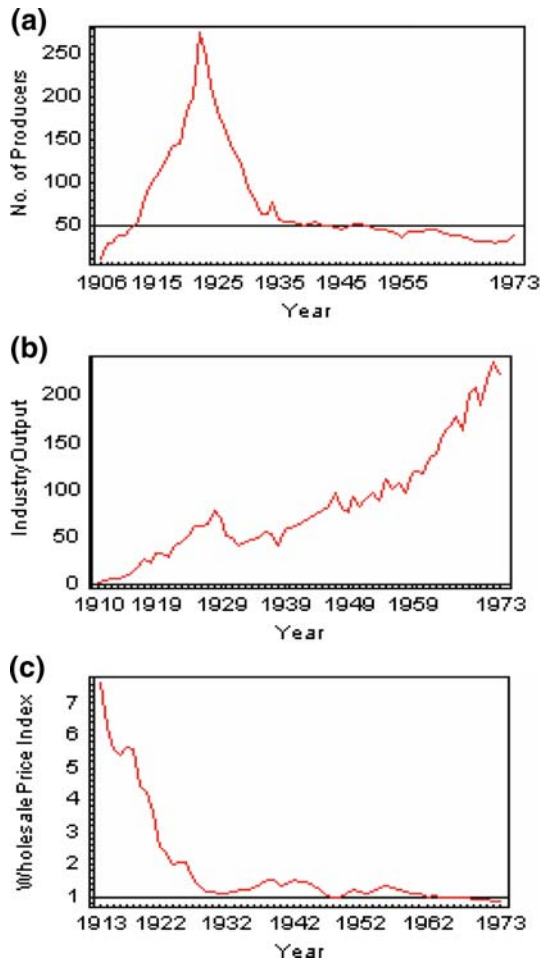 (a)
No. of Producers
250
200
150
100
50
1906 1915 1925 1935 1945 1955 1973
Year
(b)
Industry Output
200
150
100
50
0
1910 1919 1929 1939 1949 1959 1973
Year
(c)
Wholesale Price Index
7
6
5
4
3
2
1
1913 1922 1932 1942 1952 1962 1973
Year